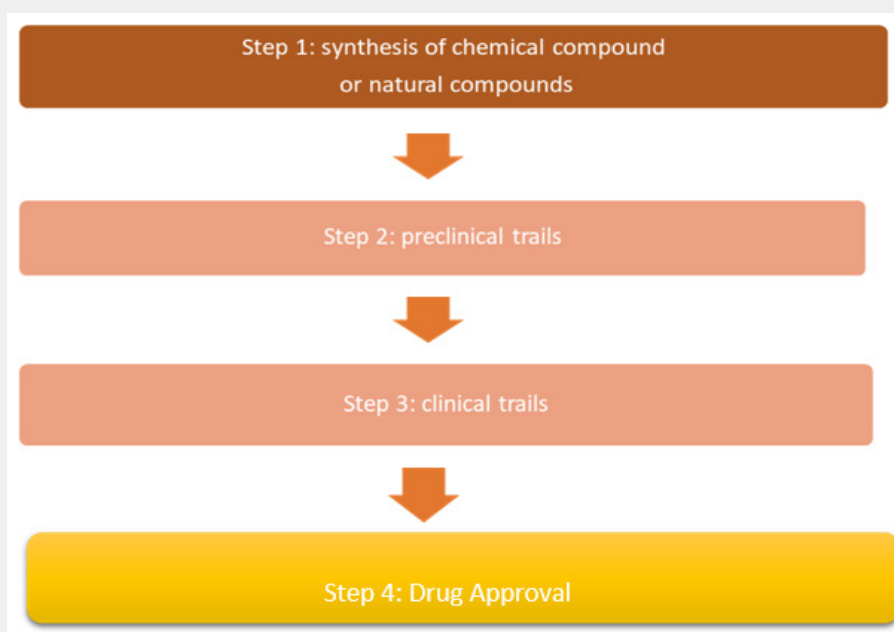 Step 1: synthesis of chemical compound
or natural compounds
Step 2: preclinical trails
Step 3: clinical trails
Step 4: Drug Approval